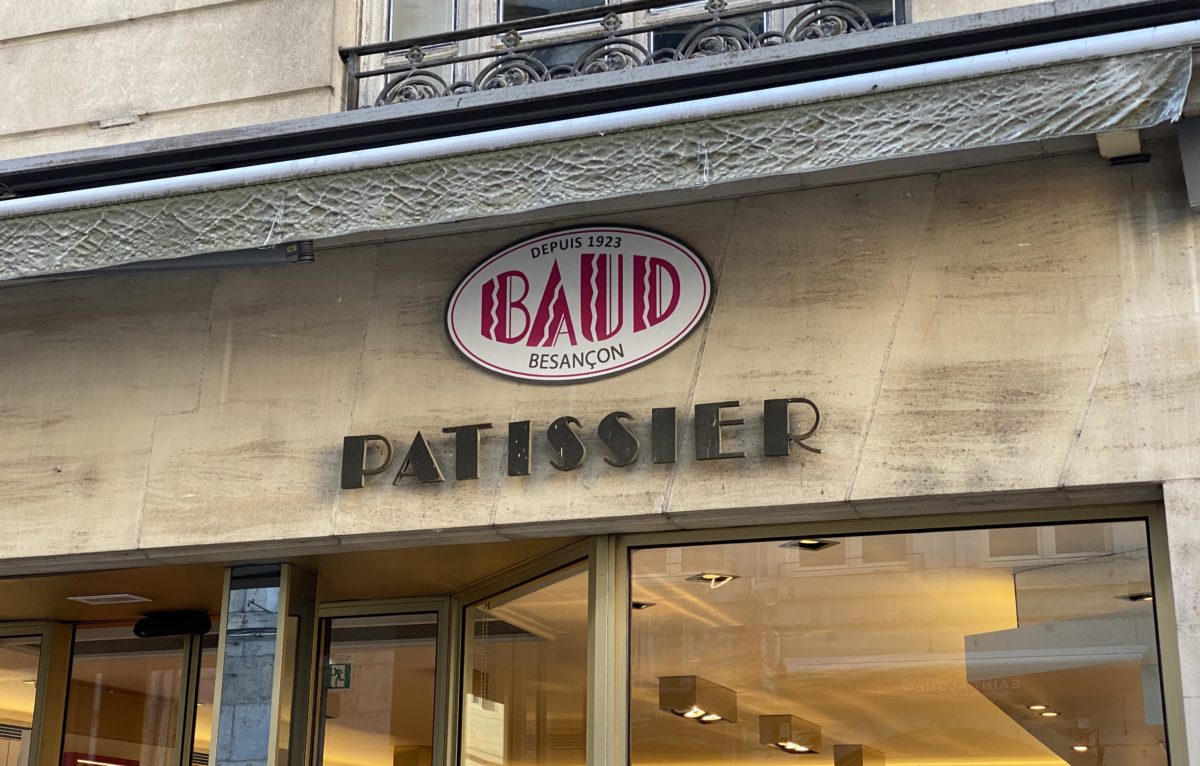 DEPUIS 1923
BAUD
BESANÇON
PATISSIER